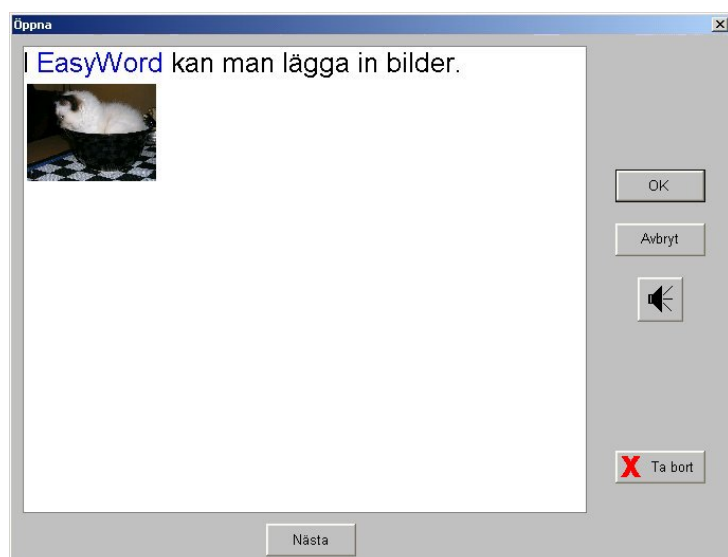 Öppna
I EasyWord kan man lägga in bilder.
OK
Avbryt
Ta bort
Nästa